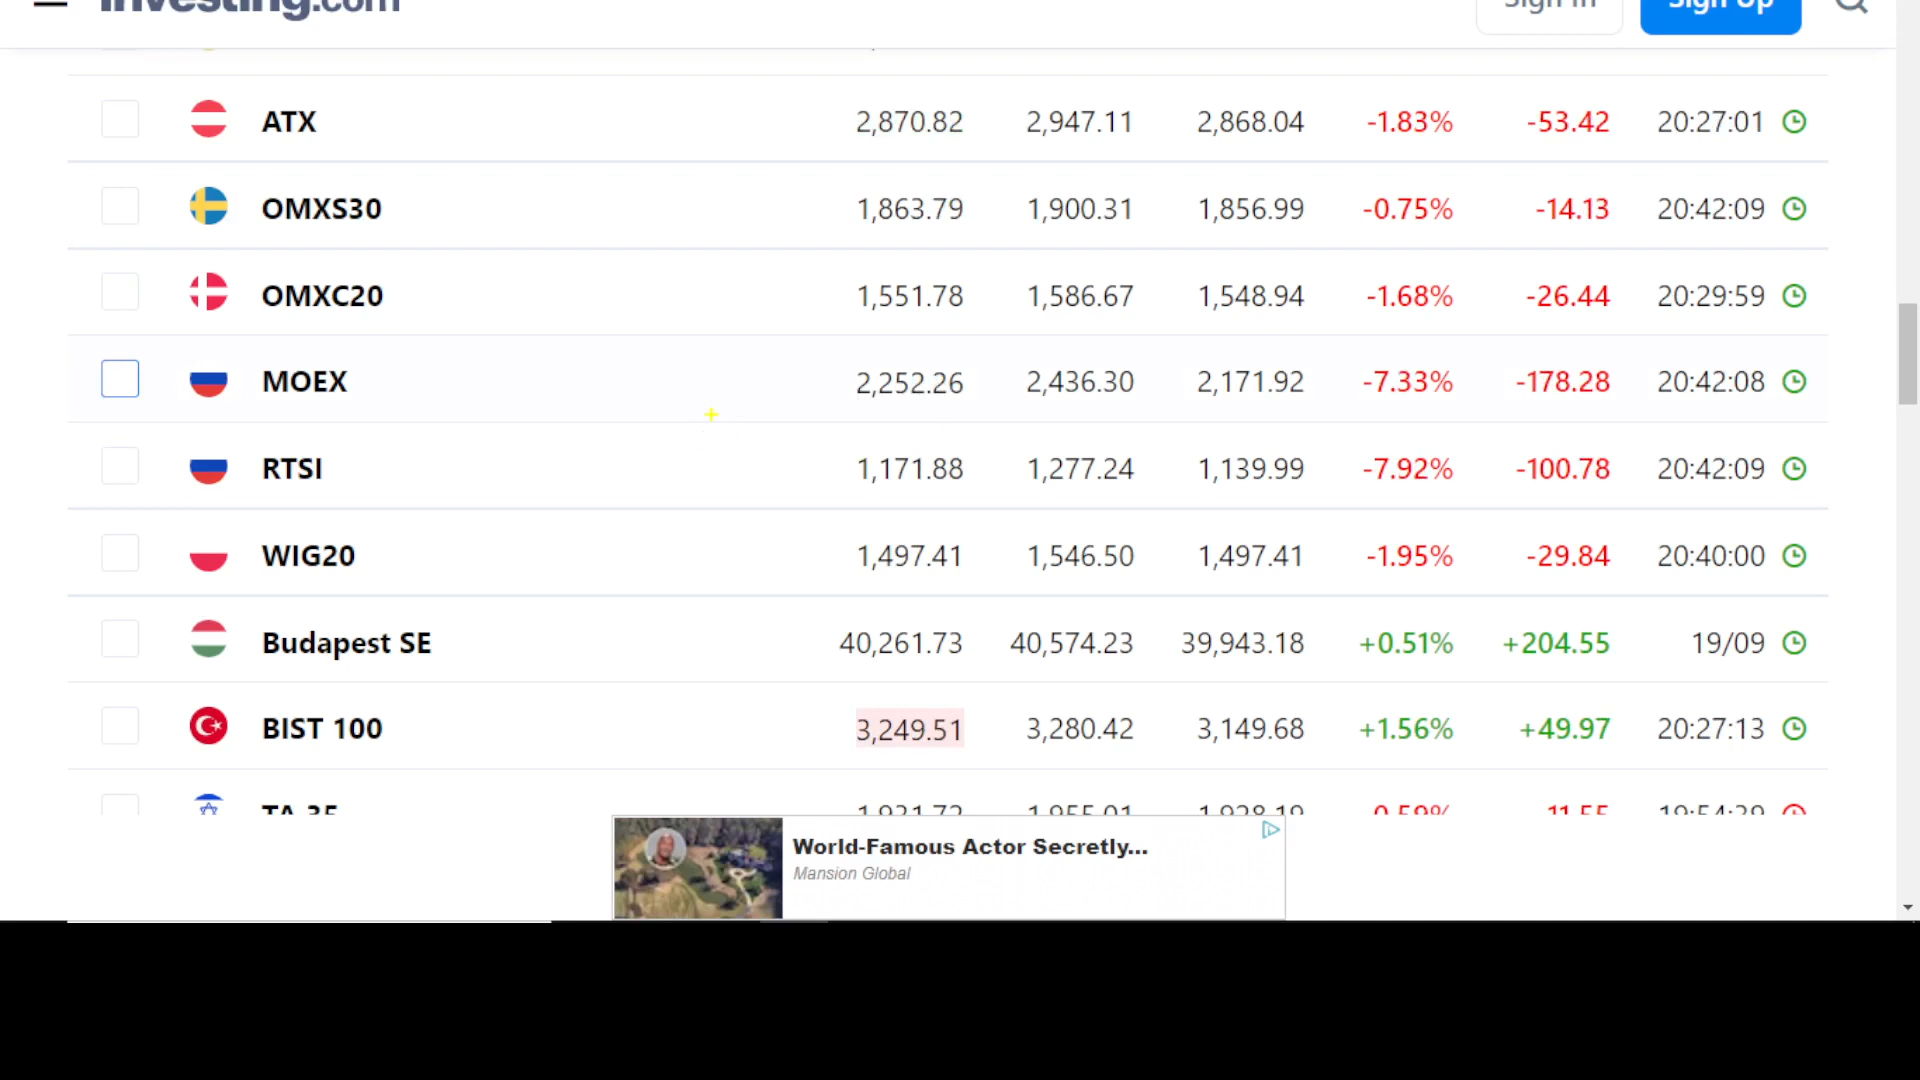 Investing.com Sign In Sign Up
ATX 2,870.82 2,947.11 2,868.04 -1.83% -53.42 20:27:01
OMXS30 1,863.79 1,900.31 1,856.99 -0.75% -14.13 20:42:09
OMXC20 1,551.78 1,586.67 1,548.94 -1.68% -26.44 20:29:59
MOEX 2,252.26 2,436.30 2,171.92 -7.33% -178.28 20:42:08
RTSI 1,171.88 1,277.24 1,139.99 -7.92% -100.78 20:42:09
WIG20 1,497.41 1,546.50 1,497.41 -1.95% -29.84 20:40:00
Budapest SE 40,261.73 40,574.23 39,943.18 +0.51% +204.55 19/09
BIST 100 3,249.51 3,280.42 3,149.68 +1.56% +49.97 20:27:13
TA 35
World-Famous Actor Secretly...
Mansion Global